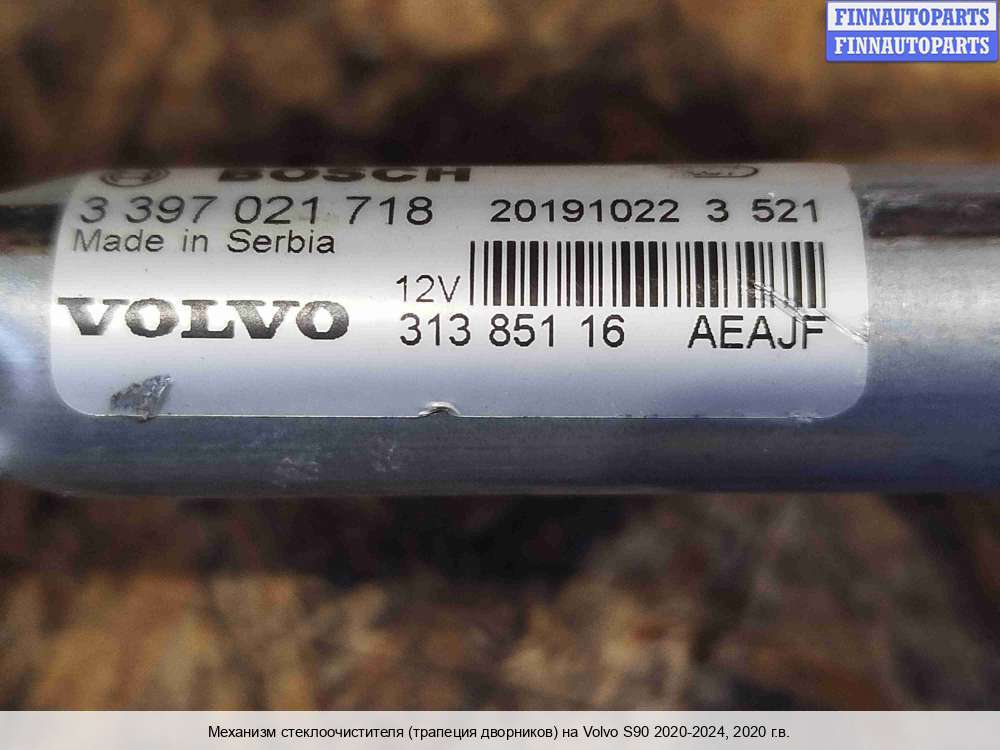 FINNAUTOPARTS
FINNAUTOPARTS
BOSCH
3 397 021 718 20191022 3 521
Made in Serbia
12V
VOLVO 313 851 16 AEAJF
Механизм стеклоочистителя (трапеция дворников) на Volvo S90 2020-2024, 2020 г.в.